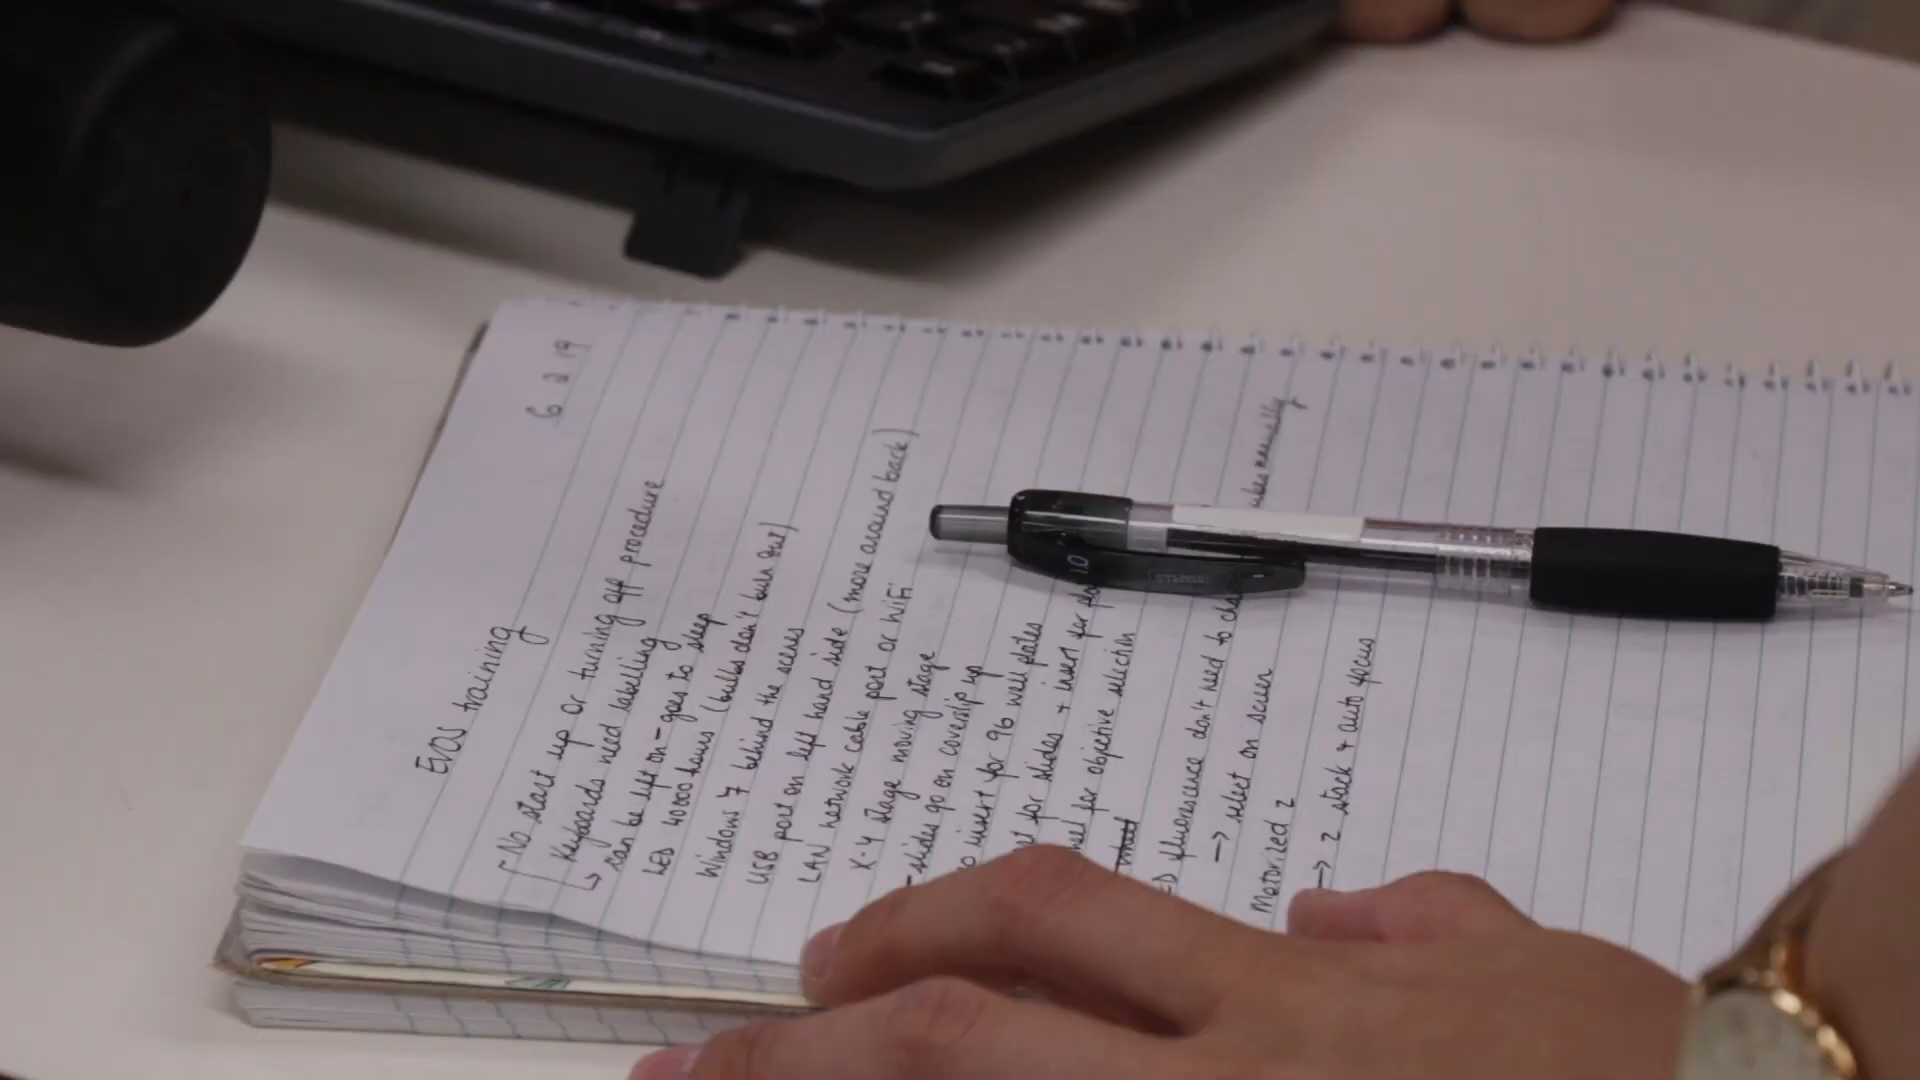 6 2 19
EVOS training
No start up or turning off procedure
Keyboards need labelling
↳ can be left on - goes to sleep
LED 40000 hours (bulbs don't burn out)
Windows 7 behind the scenes
USB port on left hand side (more around back)
LAN network cable port or WiFi
X-Y stage moving stage
- slides go on coverslip up
insert for 96 well plates
for slides + insert for
for objective selection
fluorescence don't need to manually
-> select on screen
Motorized z
-> z stack + auto focus
1.0